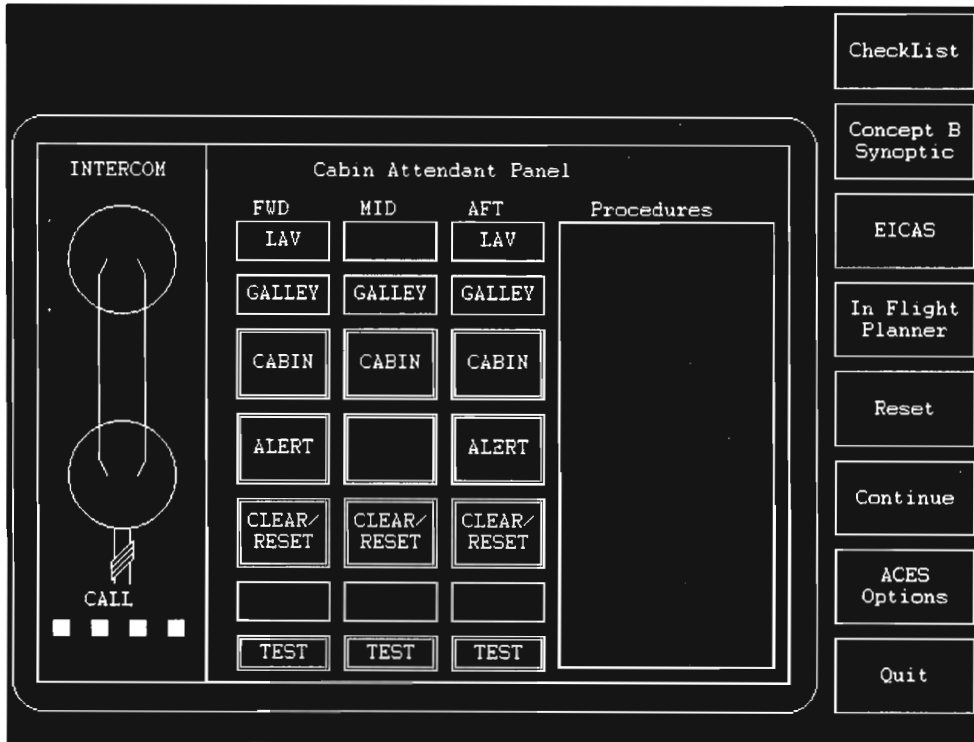 INTERCOM
CALL
Cabin Attendant Panel
FWD MID AFT Procedures
LAV LAV
GALLEY GALLEY GALLEY
CABIN CABIN CABIN
ALERT ALERT
CLEAR/ CLEAR/ CLEAR/
RESET RESET RESET
TEST TEST TEST
CheckList
Concept B
Synoptic
EICAS
In Flight
Planner
Reset
Continue
ACES
Options
Quit